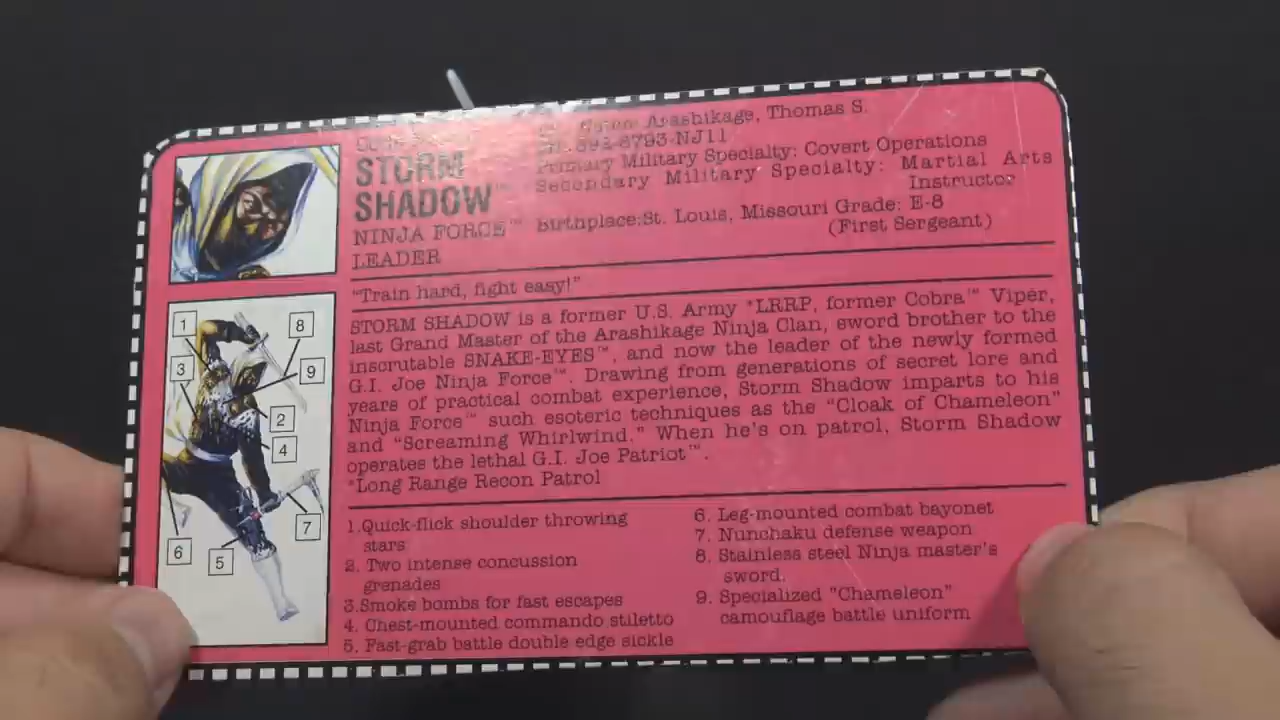 Arashikage, Thomas S.
STORM
SHADOW™
NINJA FORCE™
LEADER
Primary Military Specialty: Covert Operations
Secondary Military Specialty: Martial Arts
Instructor
Birthplace:St. Louis, Missouri Grade: E-8
(First Sergeant)
"Train hard, fight easy!"
STORM SHADOW is a former U.S. Army *LRRP, former Cobra™ Viper,
last Grand Master of the Arashikage Ninja Clan, sword brother to the
inscrutable SNAKE-EYES™, and now the leader of the newly formed
G.I. Joe Ninja Force™. Drawing from generations of secret lore and
years of practical combat experience, Storm Shadow imparts to his
Ninja Force™ such esoteric techniques as the "Cloak of Chameleon"
and "Screaming Whirlwind." When he's on patrol, Storm Shadow
operates the lethal G.I. Joe Patriot™.
*Long Range Recon Patrol
1
8
3
9
2
4
7
6
5
1.Quick-flick shoulder throwing
stars
2. Two intense concussion
grenades
3.Smoke bombs for fast escapes
4. Chest-mounted commando stiletto
5. Fast-grab battle double edge sickle
6. Leg-mounted combat bayonet
7. Nunchaku defense weapon
8. Stainless steel Ninja master's
sword.
9. Specialized "Chameleon"
camouflage battle uniform